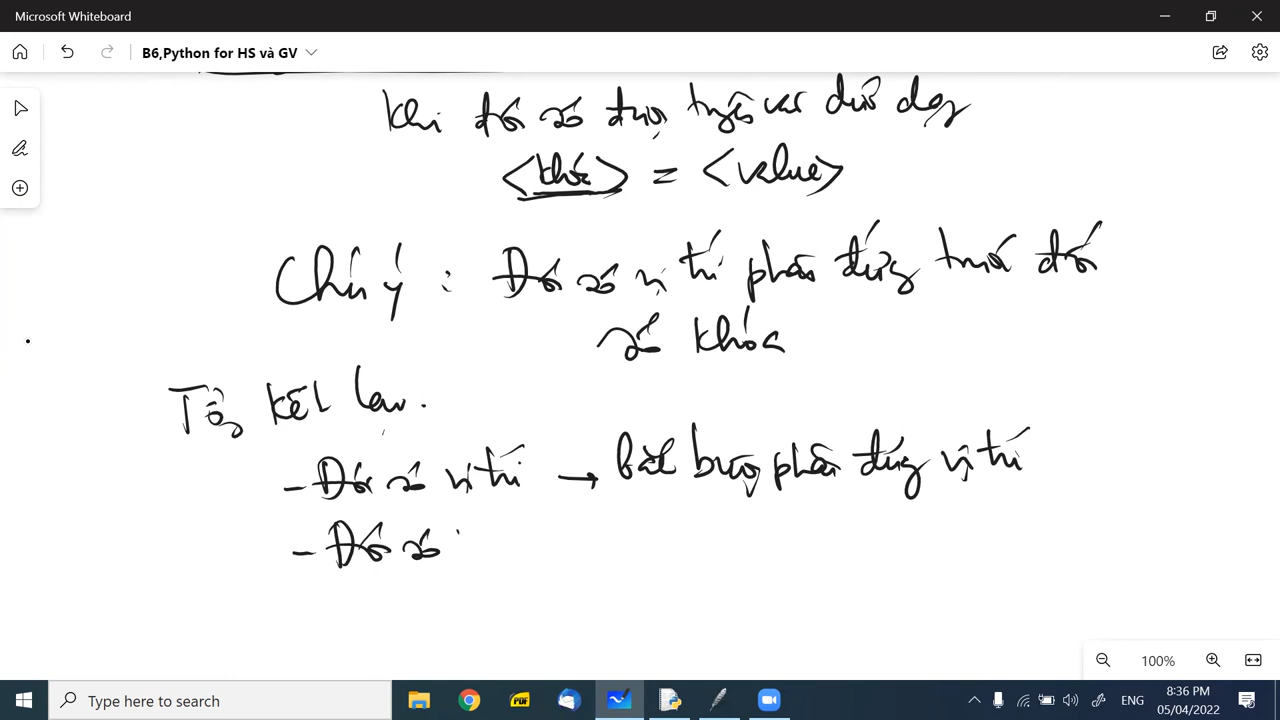 Microsoft Whiteboard
B6,Python for HS và GV
Khi đối số được truyền vào dưới dạng
<khóa> = <value>
Chú ý : Đối số vị trí phải đứng trước đối
số khóa
Tổng kết lại.
- Đối số vị trí → bắt buộc phải đúng vị trí
- Đối số
100%
Type here to search
PDF
ENG
8:36 PM
05/04/2022